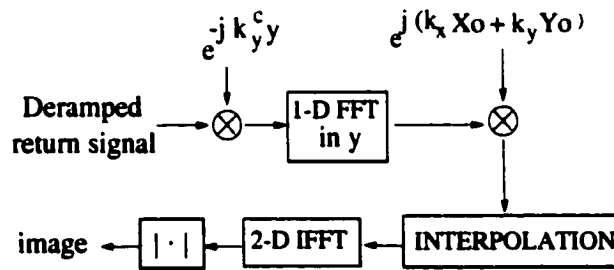 e^{-j k_y^c y}
e^{j (k_x Xo + k_y Yo)}
Deramped
return signal
1-D FFT
in y
image
| · |
2-D IFFT
INTERPOLATION